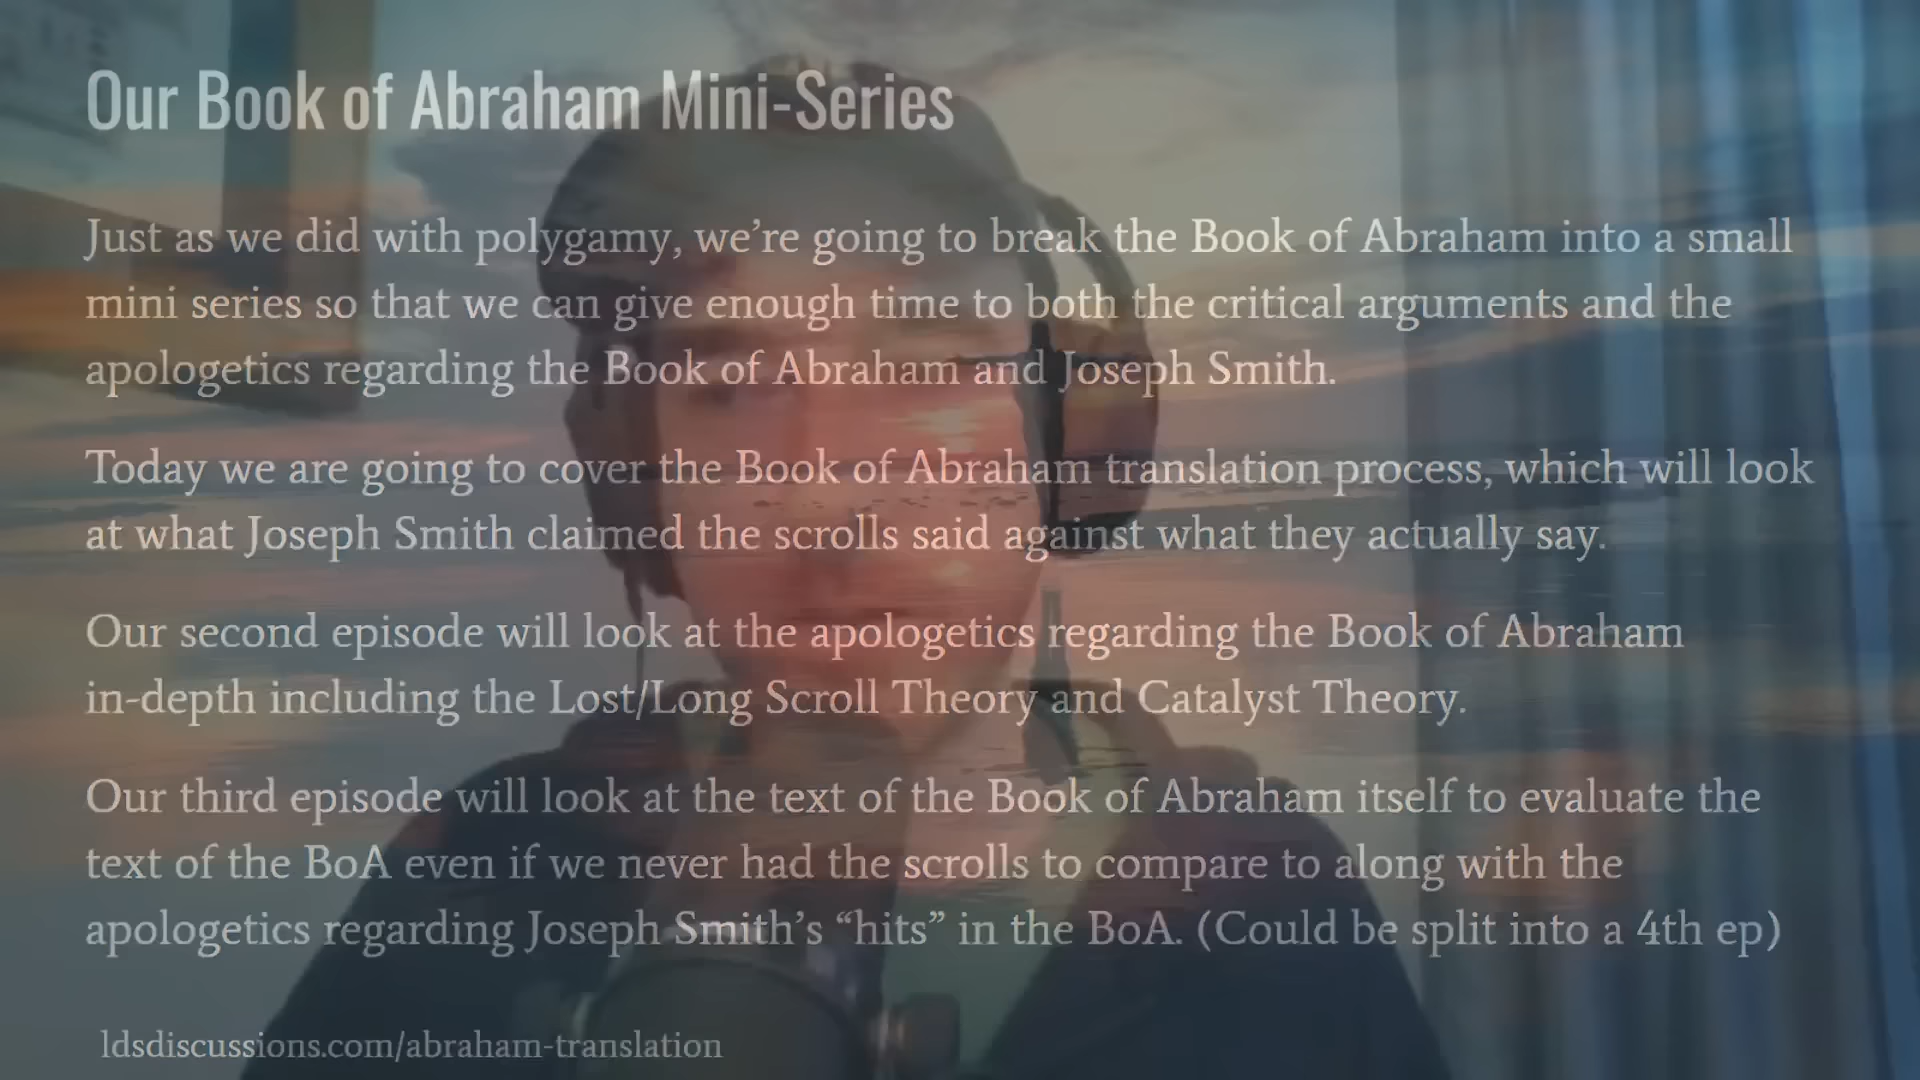 Our Book of Abraham Mini-Series
Just as we did with polygamy, we’re going to break the Book of Abraham into a small
mini series so that we can give enough time to both the critical arguments and the
apologetics regarding the Book of Abraham and Joseph Smith.
Today we are going to cover the Book of Abraham translation process, which will look
at what Joseph Smith claimed the scrolls said against what they actually say.
Our second episode will look at the apologetics regarding the Book of Abraham
in-depth including the Lost/Long Scroll Theory and Catalyst Theory.
Our third episode will look at the text of the Book of Abraham itself to evaluate the
text of the BoA even if we never had the scrolls to compare to along with the
apologetics regarding Joseph Smith’s “hits” in the BoA. (Could be split into a 4th ep)
ldsdiscussions.com/abraham-translation